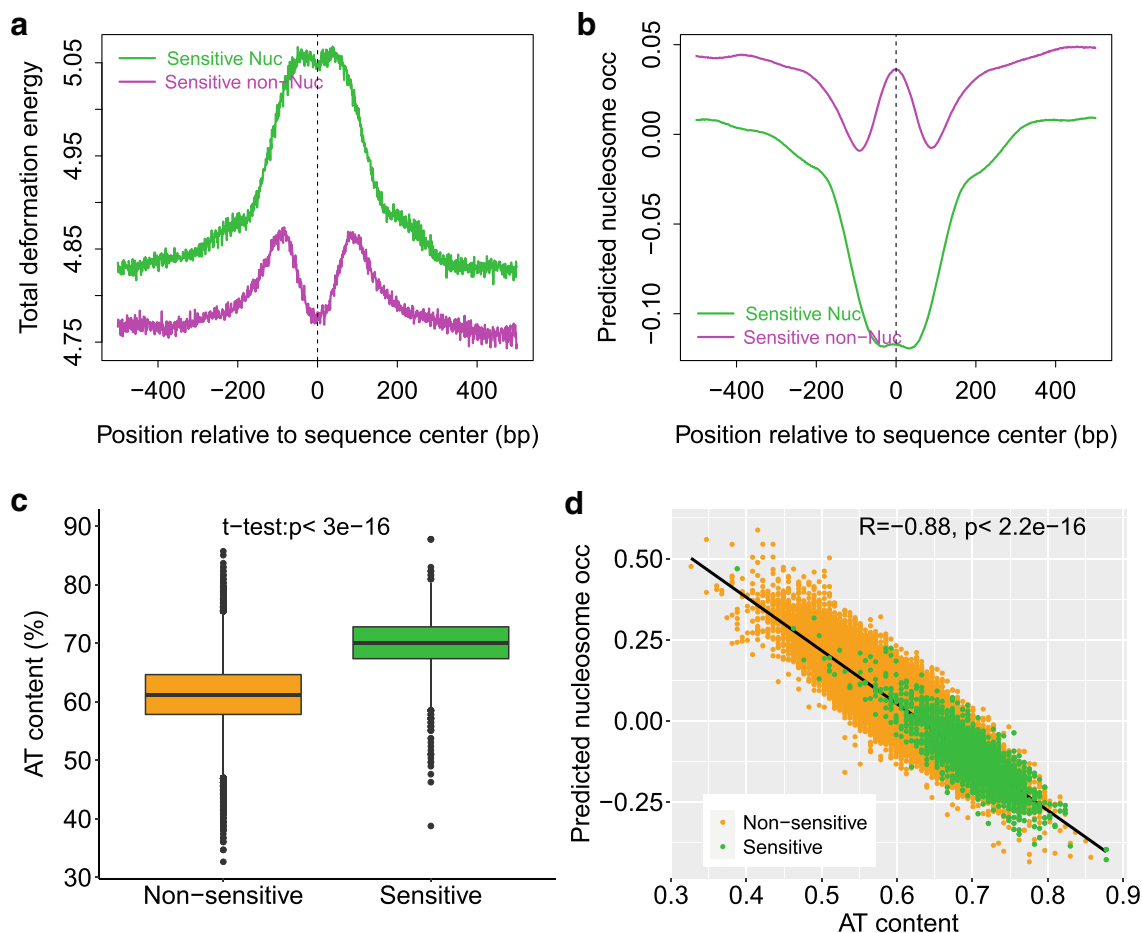 a
Total deformation energy
5.05
4.95
4.85
4.75
Sensitive Nuc
Sensitive non−Nuc
−400 −200 0 200 400
Position relative to sequence center (bp)
b
Predicted nucleosome occ
0.05
0.00
−0.05
−0.10
Sensitive Nuc
Sensitive non−Nuc
−400 −200 0 200 400
Position relative to sequence center (bp)
c
AT content (%)
t−test:p< 3e−16
90
80
70
60
50
40
30
Non−sensitive Sensitive
d
Predicted nucleosome occ
R=−0.88, p< 2.2e−16
0.50
0.25
0.00
−0.25
Non−sensitive
Sensitive
0.3 0.4 0.5 0.6 0.7 0.8 0.9
AT content